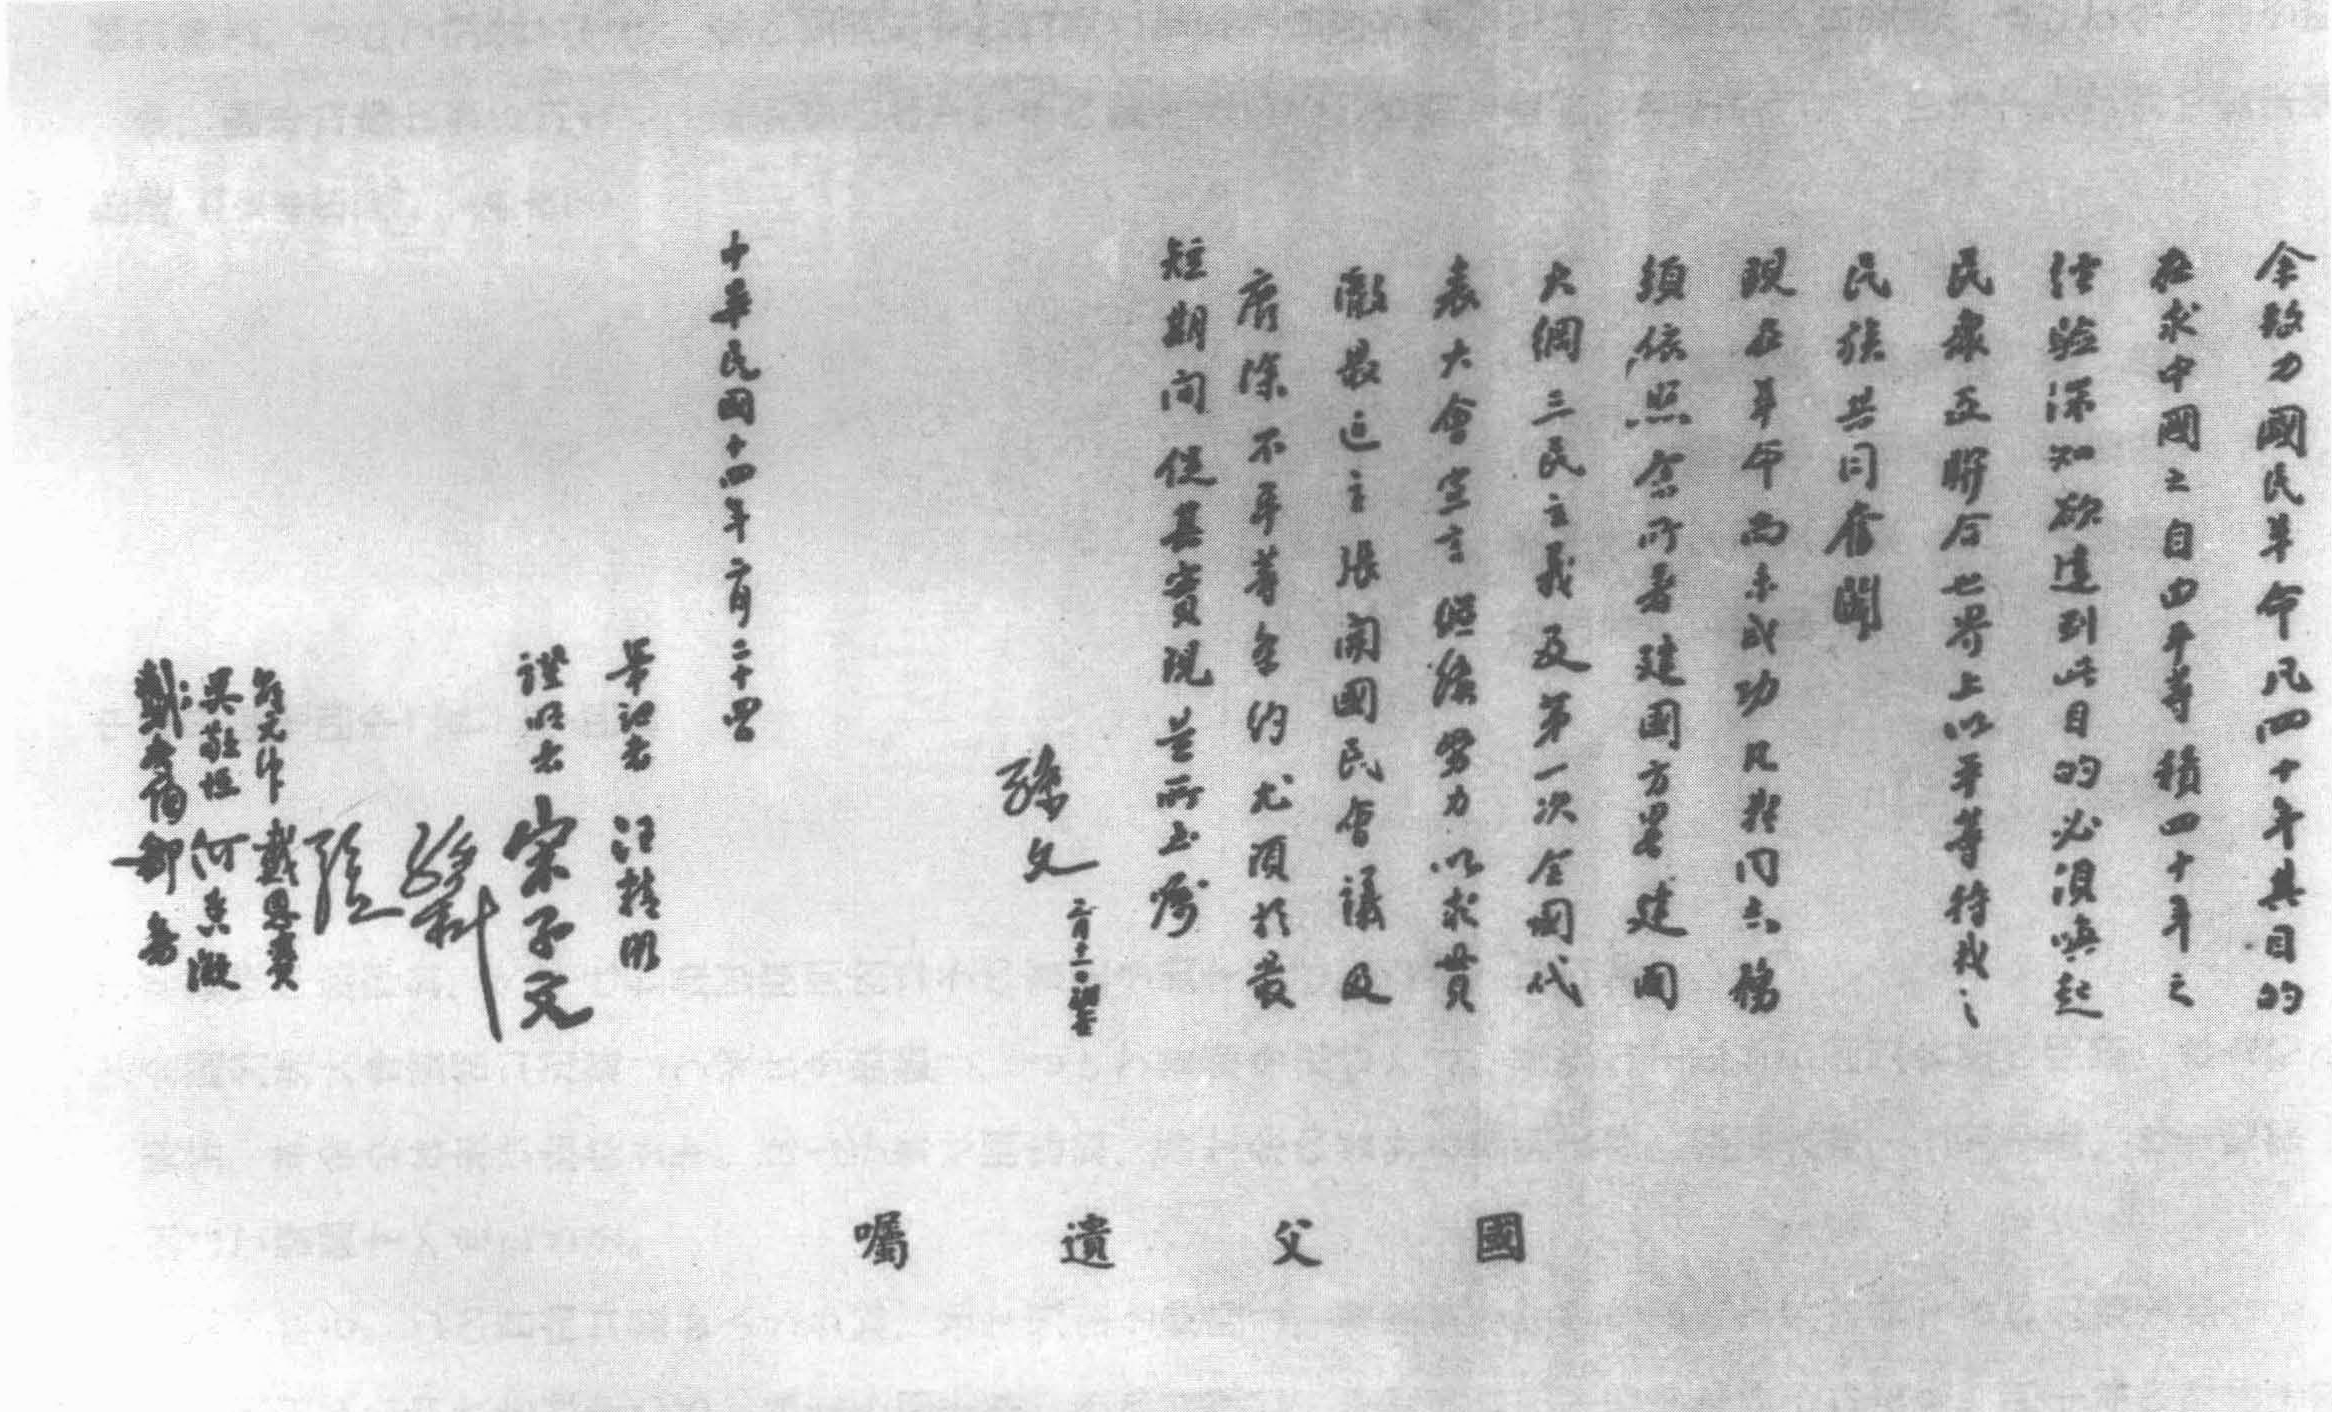 余致力國民革命凡四十年其目的
在求中國之自由平等積四十年之
經驗深知欲達到此目的必須喚起
民衆及聯合世界上以平等待我之
民族共同奮鬭
現在革命尚未成功凡我同志務
須依照余所著建國方畧建國
大綱三民主義及第一次全國代
表大會宣言繼續努力以求貫
徹最近主張開國民會議及
廢除不平等條約尤須於最
短期間促其實現是所至囑
孫文 三月十一日補簽
中華民國十四年二月二十四日
筆記者 汪精衛
證明者 宋子文
孫科
孔
戴恩賽
吳敬恆 何香凝
鄒魯
國父遺囑